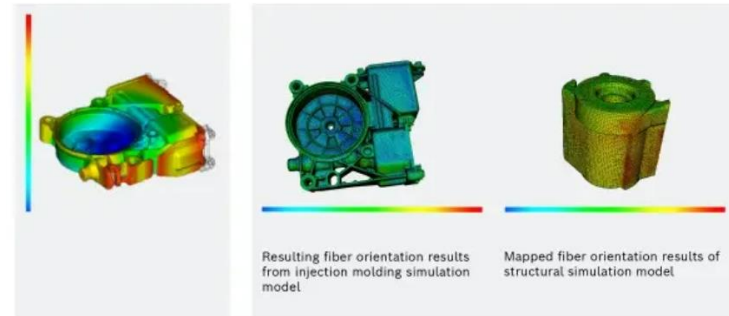 Resulting fiber orientation results
from injection molding simulation
model
Mapped fiber orientation results of
structural simulation model